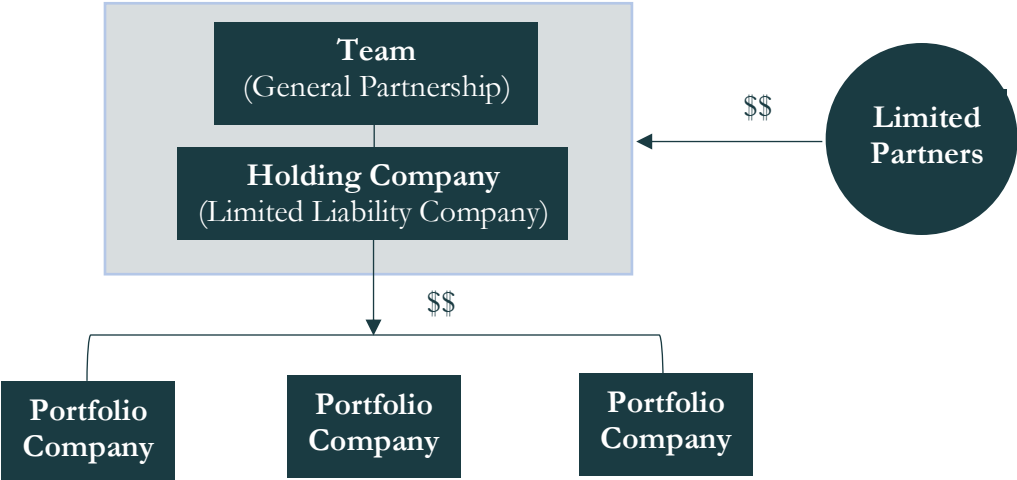 Team
(General Partnership)
$$
Limited
Partners
Holding Company
(Limited Liability Company)
$$
Portfolio
Company
Portfolio
Company
Portfolio
Company